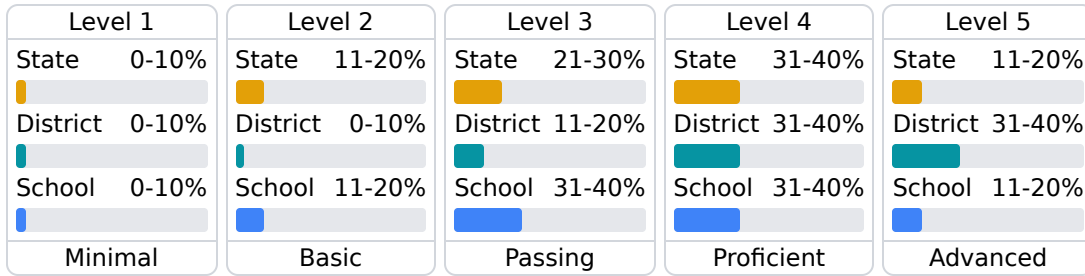 Level 1
State 0-10%
District 0-10%
School 0-10%
Minimal
Level 2
State 11-20%
District 0-10%
School 11-20%
Basic
Level 3
State 21-30%
District 11-20%
School 31-40%
Passing
Level 4
State 31-40%
District 31-40%
School 31-40%
Proficient
Level 5
State 11-20%
District 31-40%
School 11-20%
Advanced